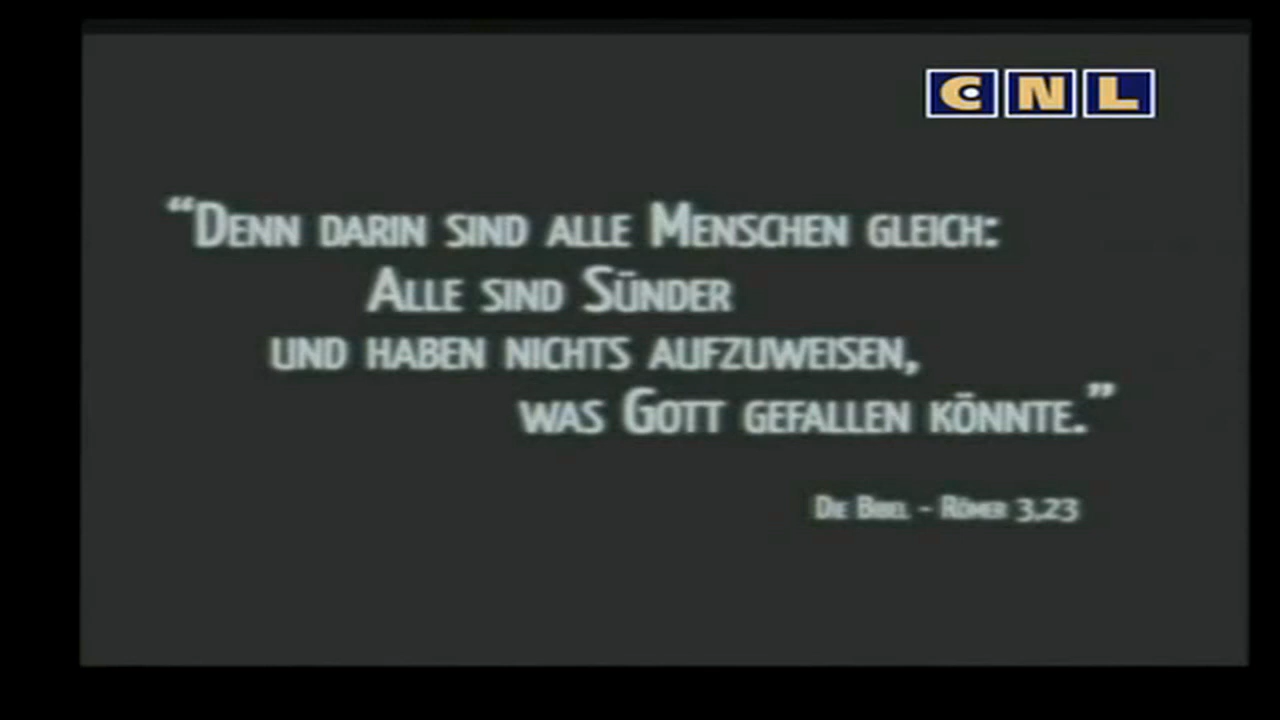 CNL
“Denn darin sind alle Menschen gleich:
Alle sind Sünder
und haben nichts aufzuweisen,
was Gott gefallen könnte.”
Die Bibel - Römer 3,23